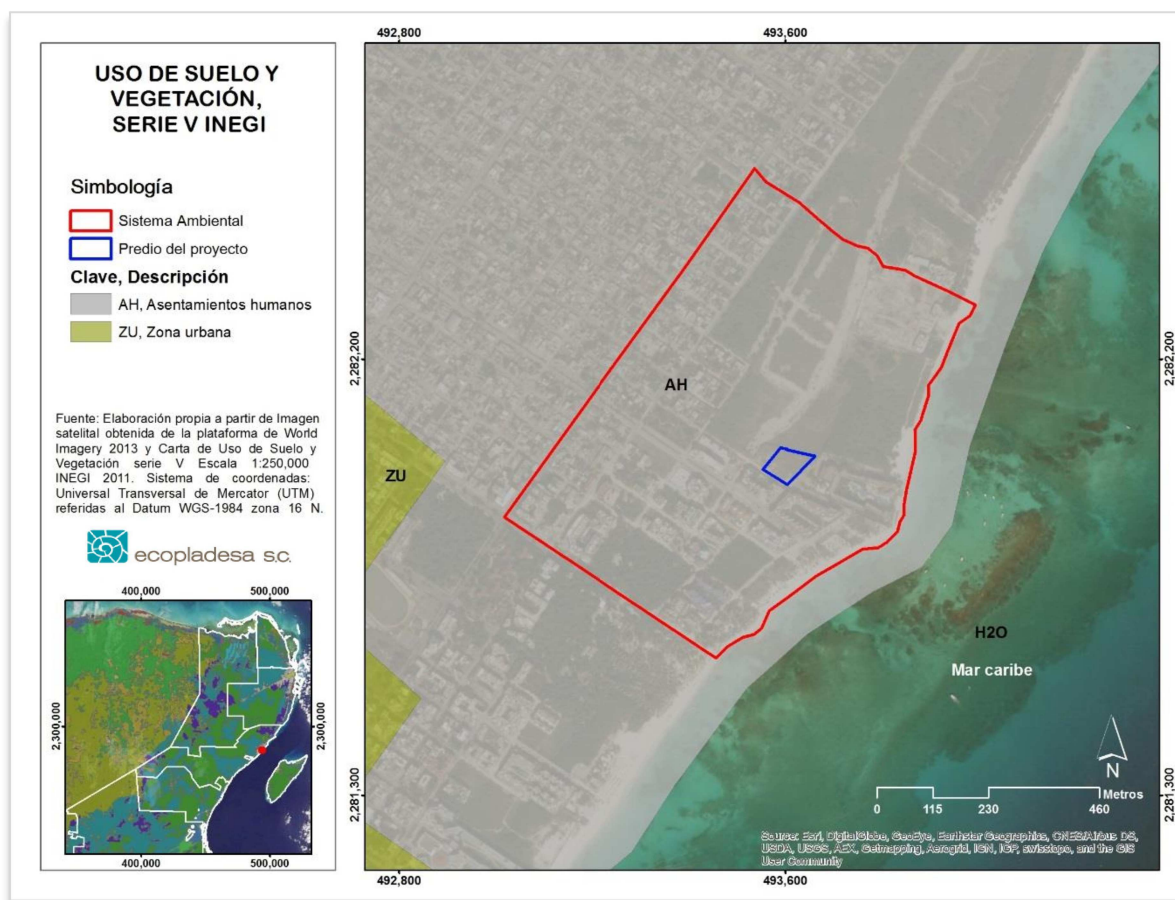 USO DE SUELO Y
VEGETACIÓN,
SERIE V INEGI
Simbología
Sistema Ambiental
Predio del proyecto
Clave, Descripción
AH, Asentamientos humanos
ZU, Zona urbana
Fuente: Elaboración propia a partir de Imagen
satelital obtenida de la plataforma de World
Imagery 2013 y Carta de Uso de Suelo y
Vegetación serie V Escala 1:250,000
INEGI 2011. Sistema de coordenadas:
Universal Transversal de Mercator (UTM)
referidas al Datum WGS-1984 zona 16 N.
ecopladesa s.c.
400,000 500,000
2,300,000 2,300,000
400,000 500,000
492,800 493,600
2,282,200 2,282,200
AH
ZU
H2O
Mar caribe
N
Metros
0 115 230 460
2,281,300 2,281,300
Source: Esri, DigitalGlobe, GeoEye, Earthstar Geographics, CNES/Airbus DS,
USDA, USGS, AEX, Getmapping, Aerogrid, IGN, IGP, swisstopo, and the GIS
User Community
492,800 493,600